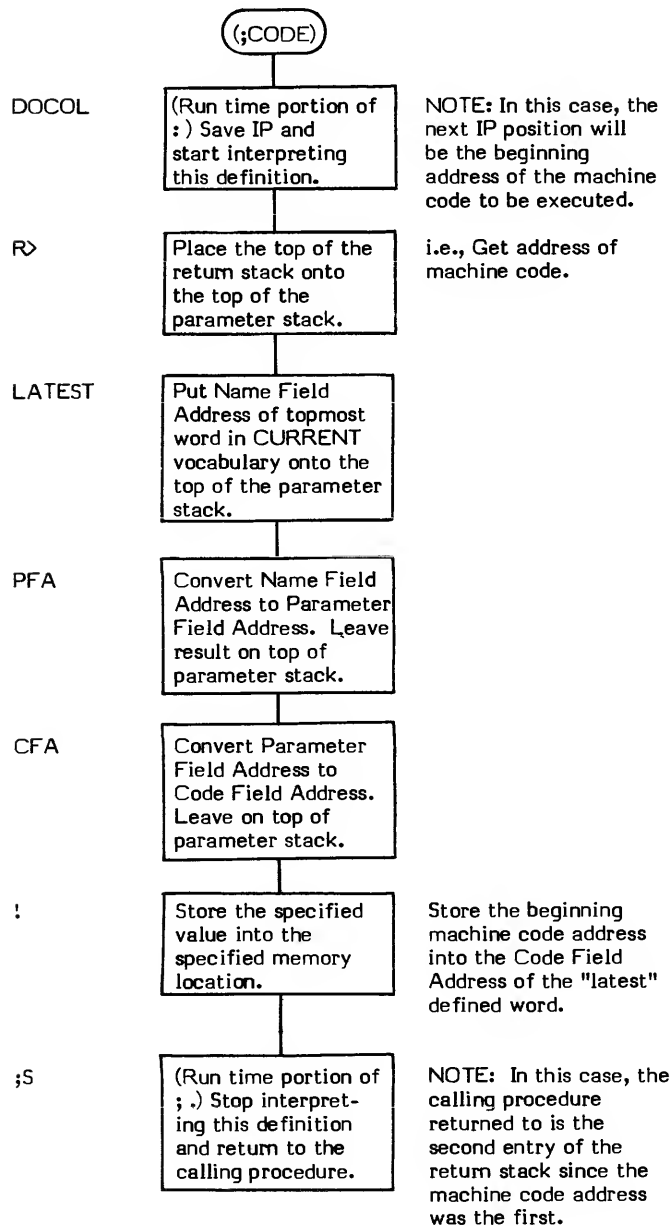 (;CODE)
DOCOL
(Run time portion of
: ) Save IP and
start interpreting
this definition.
NOTE: In this case, the
next IP position will
be the beginning
address of the machine
code to be executed.
R>
Place the top of the
return stack onto
the top of the
parameter stack.
i.e., Get address of
machine code.
LATEST
Put Name Field
Address of topmost
word in CURRENT
vocabulary onto the
top of the parameter
stack.
PFA
Convert Name Field
Address to Parameter
Field Address. Leave
result on top of
parameter stack.
CFA
Convert Parameter
Field Address to
Code Field Address.
Leave on top of
parameter stack.
!
Store the specified
value into the
specified memory
location.
Store the beginning
machine code address
into the Code Field
Address of the "latest"
defined word.
;S
(Run time portion of
; .) Stop interpret-
ing this definition
and return to the
calling procedure.
NOTE: In this case, the
calling procedure
returned to is the
second entry of the
return stack since the
machine code address
was the first.